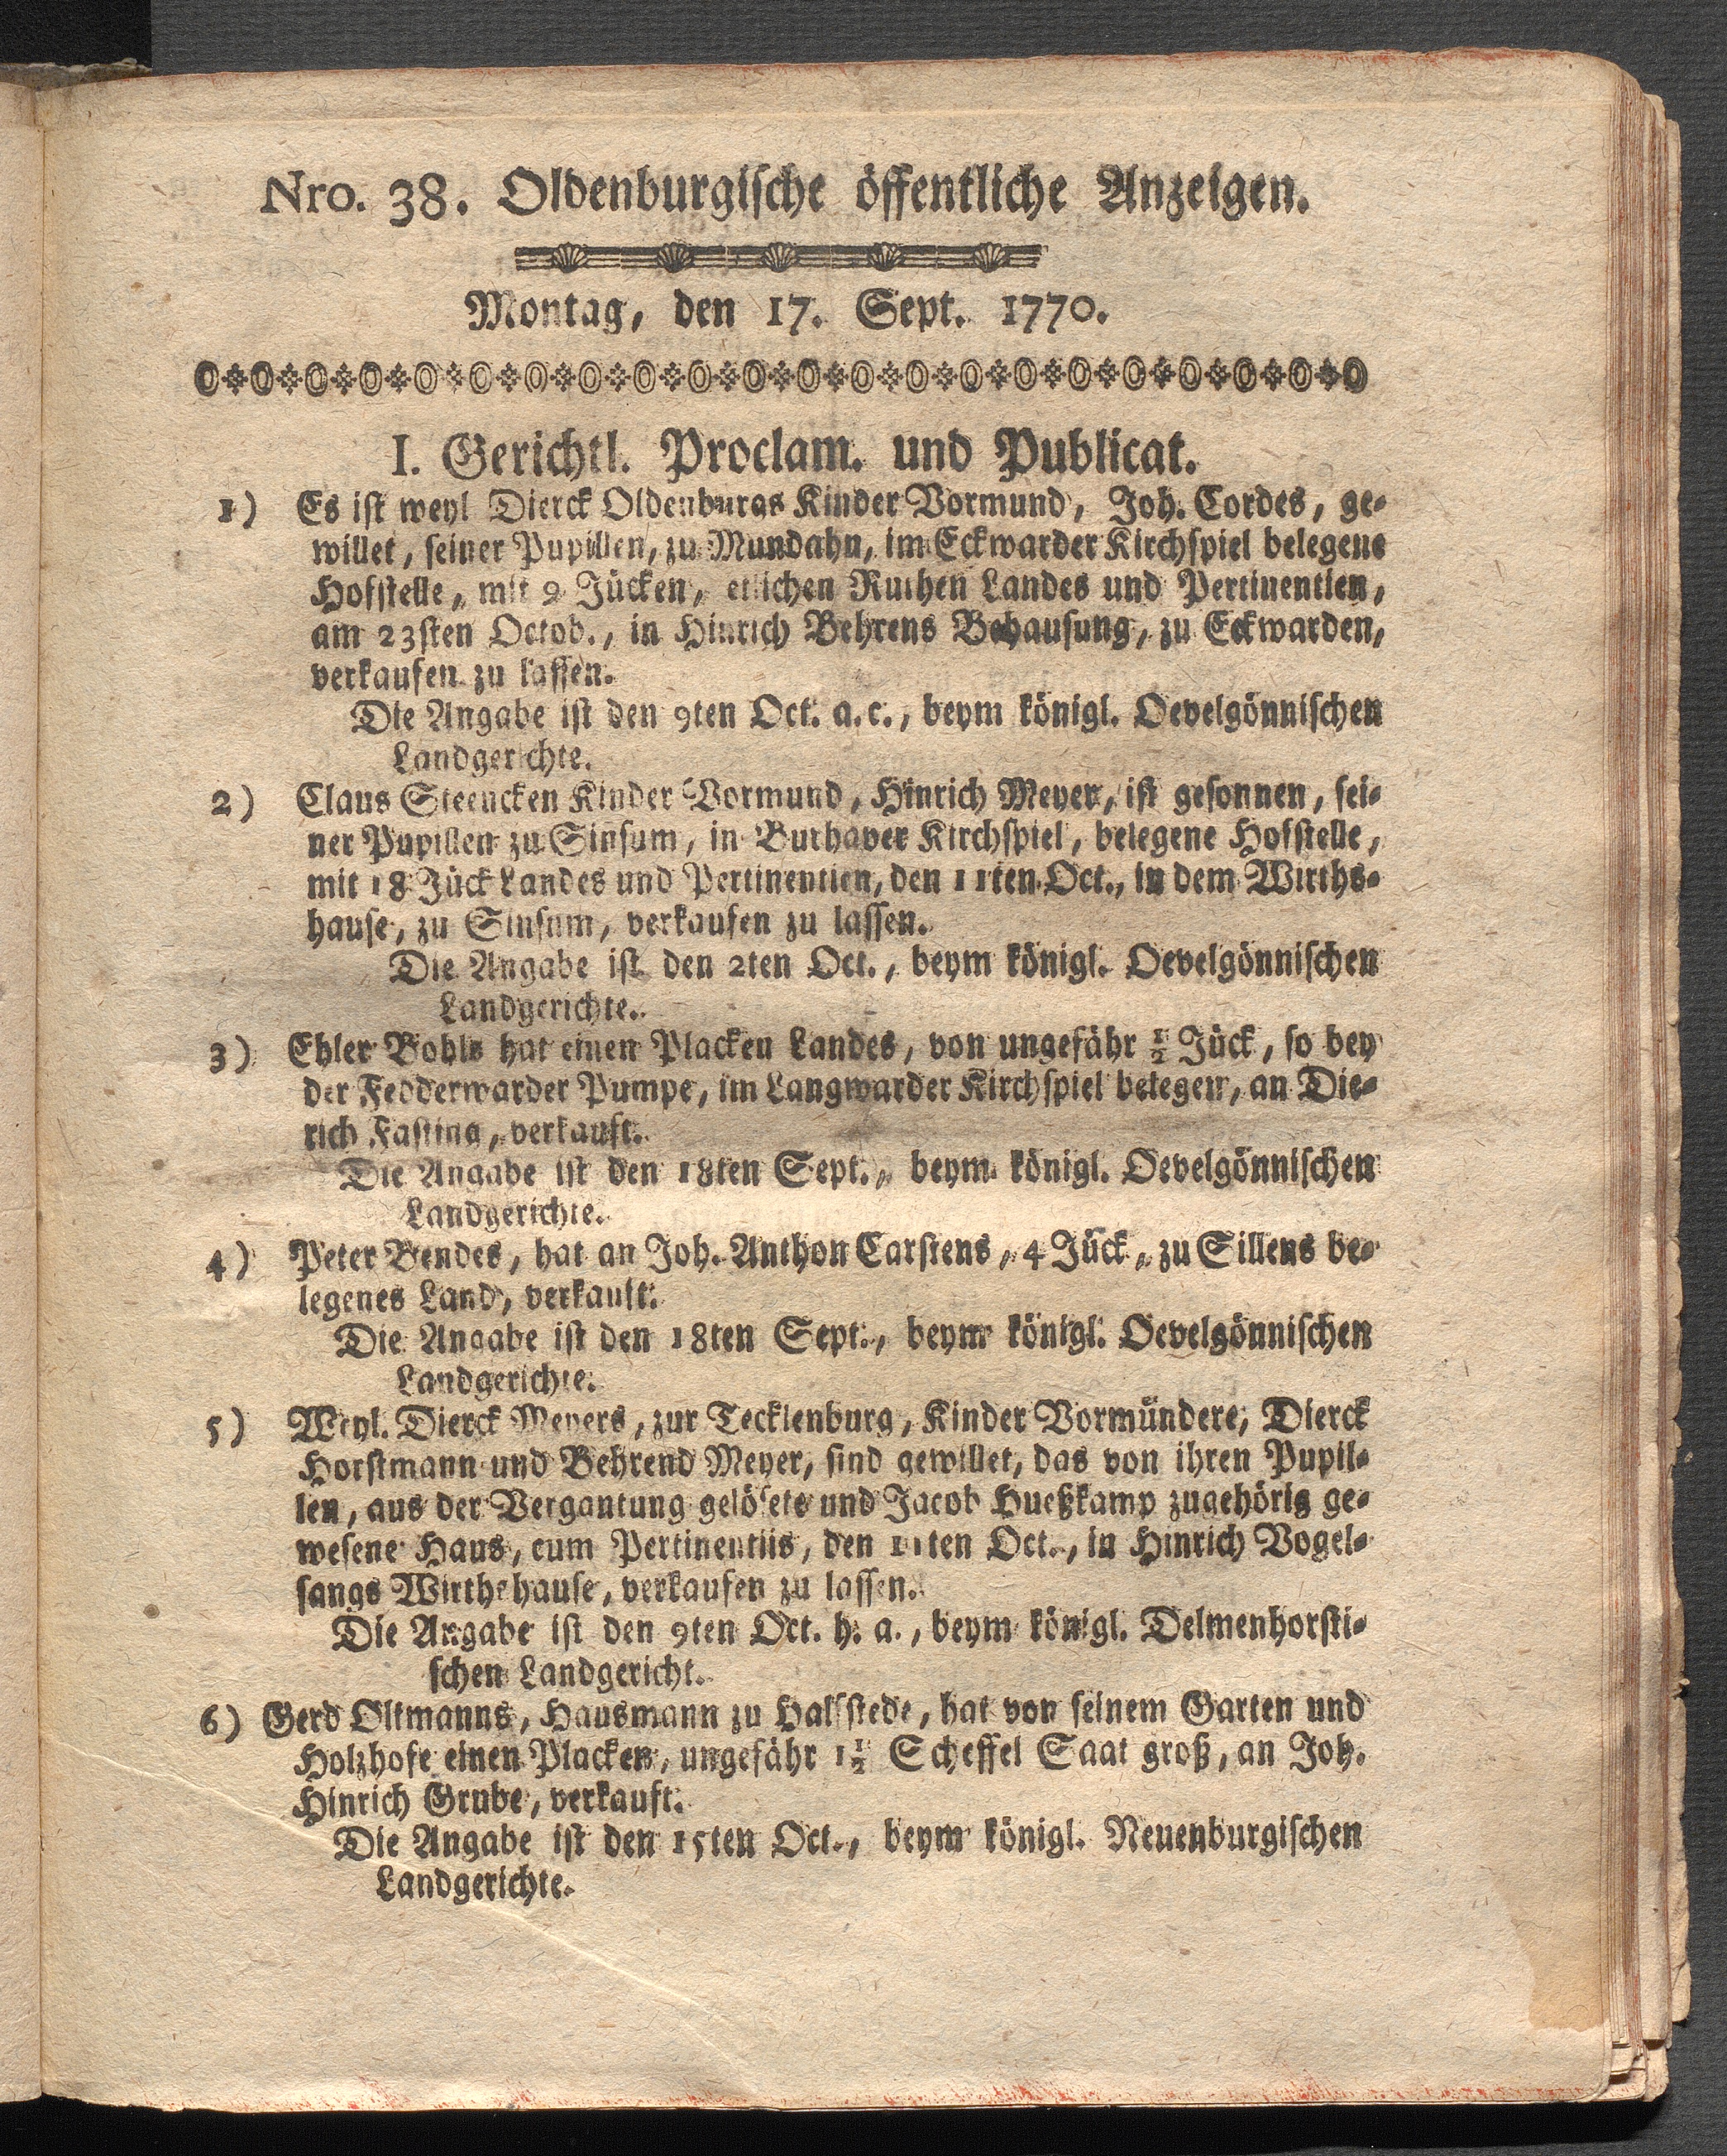 Nro. 38. Oldenburgische öffentliche Anzeigen.
Montag, den 17. Sept. 1770.
I. Gerichtl. Proclam. und Publicat.
1) Es ist weyl Dierck Oldenburgs Kinder Vormund, Joh. Cordes, ge-
willet, seiner Pupillen, zu Mundahn, im Eckwarder Kirchspiel belegene
Hofstelle, mit 9 Jücken, etlichen Ruthen Landes und Pertinentien,
am 23sten Octob., in Hinrich Behrens Behausung, zu Eckwarden,
verkaufen zu lassen.
Die Angabe ist den 9ten Oct. a. c., beym königl. Oevelgönnischen
Landgerichte.
2) Claus Steencken Kinder Vormund, Hinrich Meyer, ist gesonnen, sei-
ner Pupillen zu Sinsum, in Burhaver Kirchspiel, belegene Hofstelle,
mit 18 Jück Landes und Pertinentien, den 11ten Oct., in dem Wirths-
hause, zu Sinsum, verkaufen zu lassen.
Die Angabe ist den 2ten Oct., beym königl. Oevelgönnischen
Landgerichte.
3) Ehler Bohls hat einen Placken Landes, von ungefähr ½ Jück, so bey
der Fedderwarder Pumpe, im Langwarder Kirchspiel belegen, an Die-
rich Fasting, verkauft.
Die Angabe ist den 18ten Sept., beym königl. Oevelgönnischen
Landgerichte.
4) Peter Bendes, hat an Joh. Anthon Carstens, 4 Jück, zu Sillens be-
legenes Land, verkauft.
Die Angabe ist den 18ten Sept., beym königl. Oevelgönnischen
Landgerichte.
5) Weyl. Dierck Meyers, zur Tecklenburg, Kinder Vormündere, Dierck
Horstmann und Behrend Meyer, sind gewillet, das von ihren Pupil-
len, aus der Vergantung gelösete und Jacob Hueßkamp zugehörig ge-
wesene Haus, cum Pertinentiis, den 11ten Oct., in Hinrich Vogel-
sangs Wirthshause, verkaufen zu lassen.
Die Angabe ist den 9ten Oct. h. a., beym königl. Delmenhorsti-
schen Landgericht.
6) Gerd Oltmanns, Hausmann zu Halsstede, hat von seinem Garten und
Holzhofe einen Placken, ungefähr 1½ Scheffel Saat groß, an Joh.
Hinrich Grube, verkauft.
Die Angabe ist den 15ten Oct., beym königl. Neuenburgischen
Landgerichte.